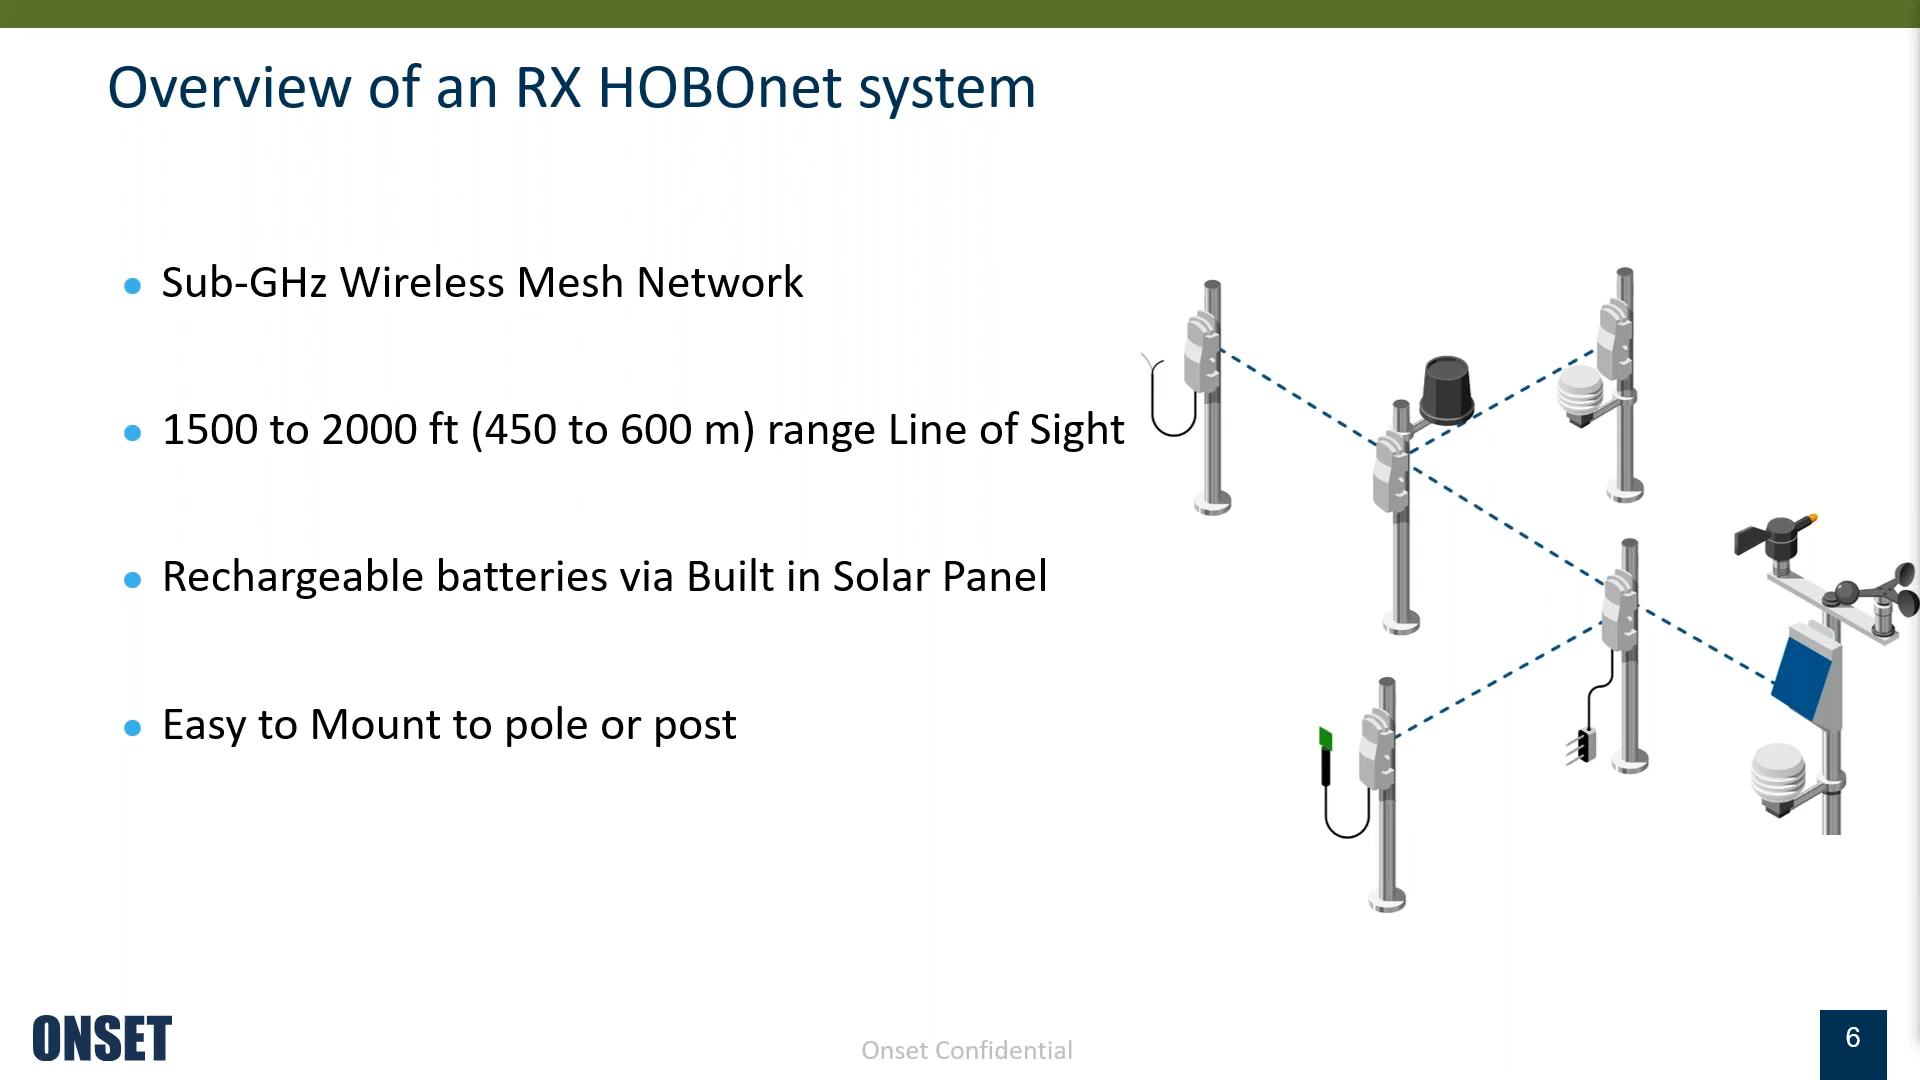 Overview of an RX HOBOnet system
Sub-GHz Wireless Mesh Network
1500 to 2000 ft (450 to 600 m) range Line of Sight
Rechargeable batteries via Built in Solar Panel
Easy to Mount to pole or post
ONSET
Onset Confidential
6